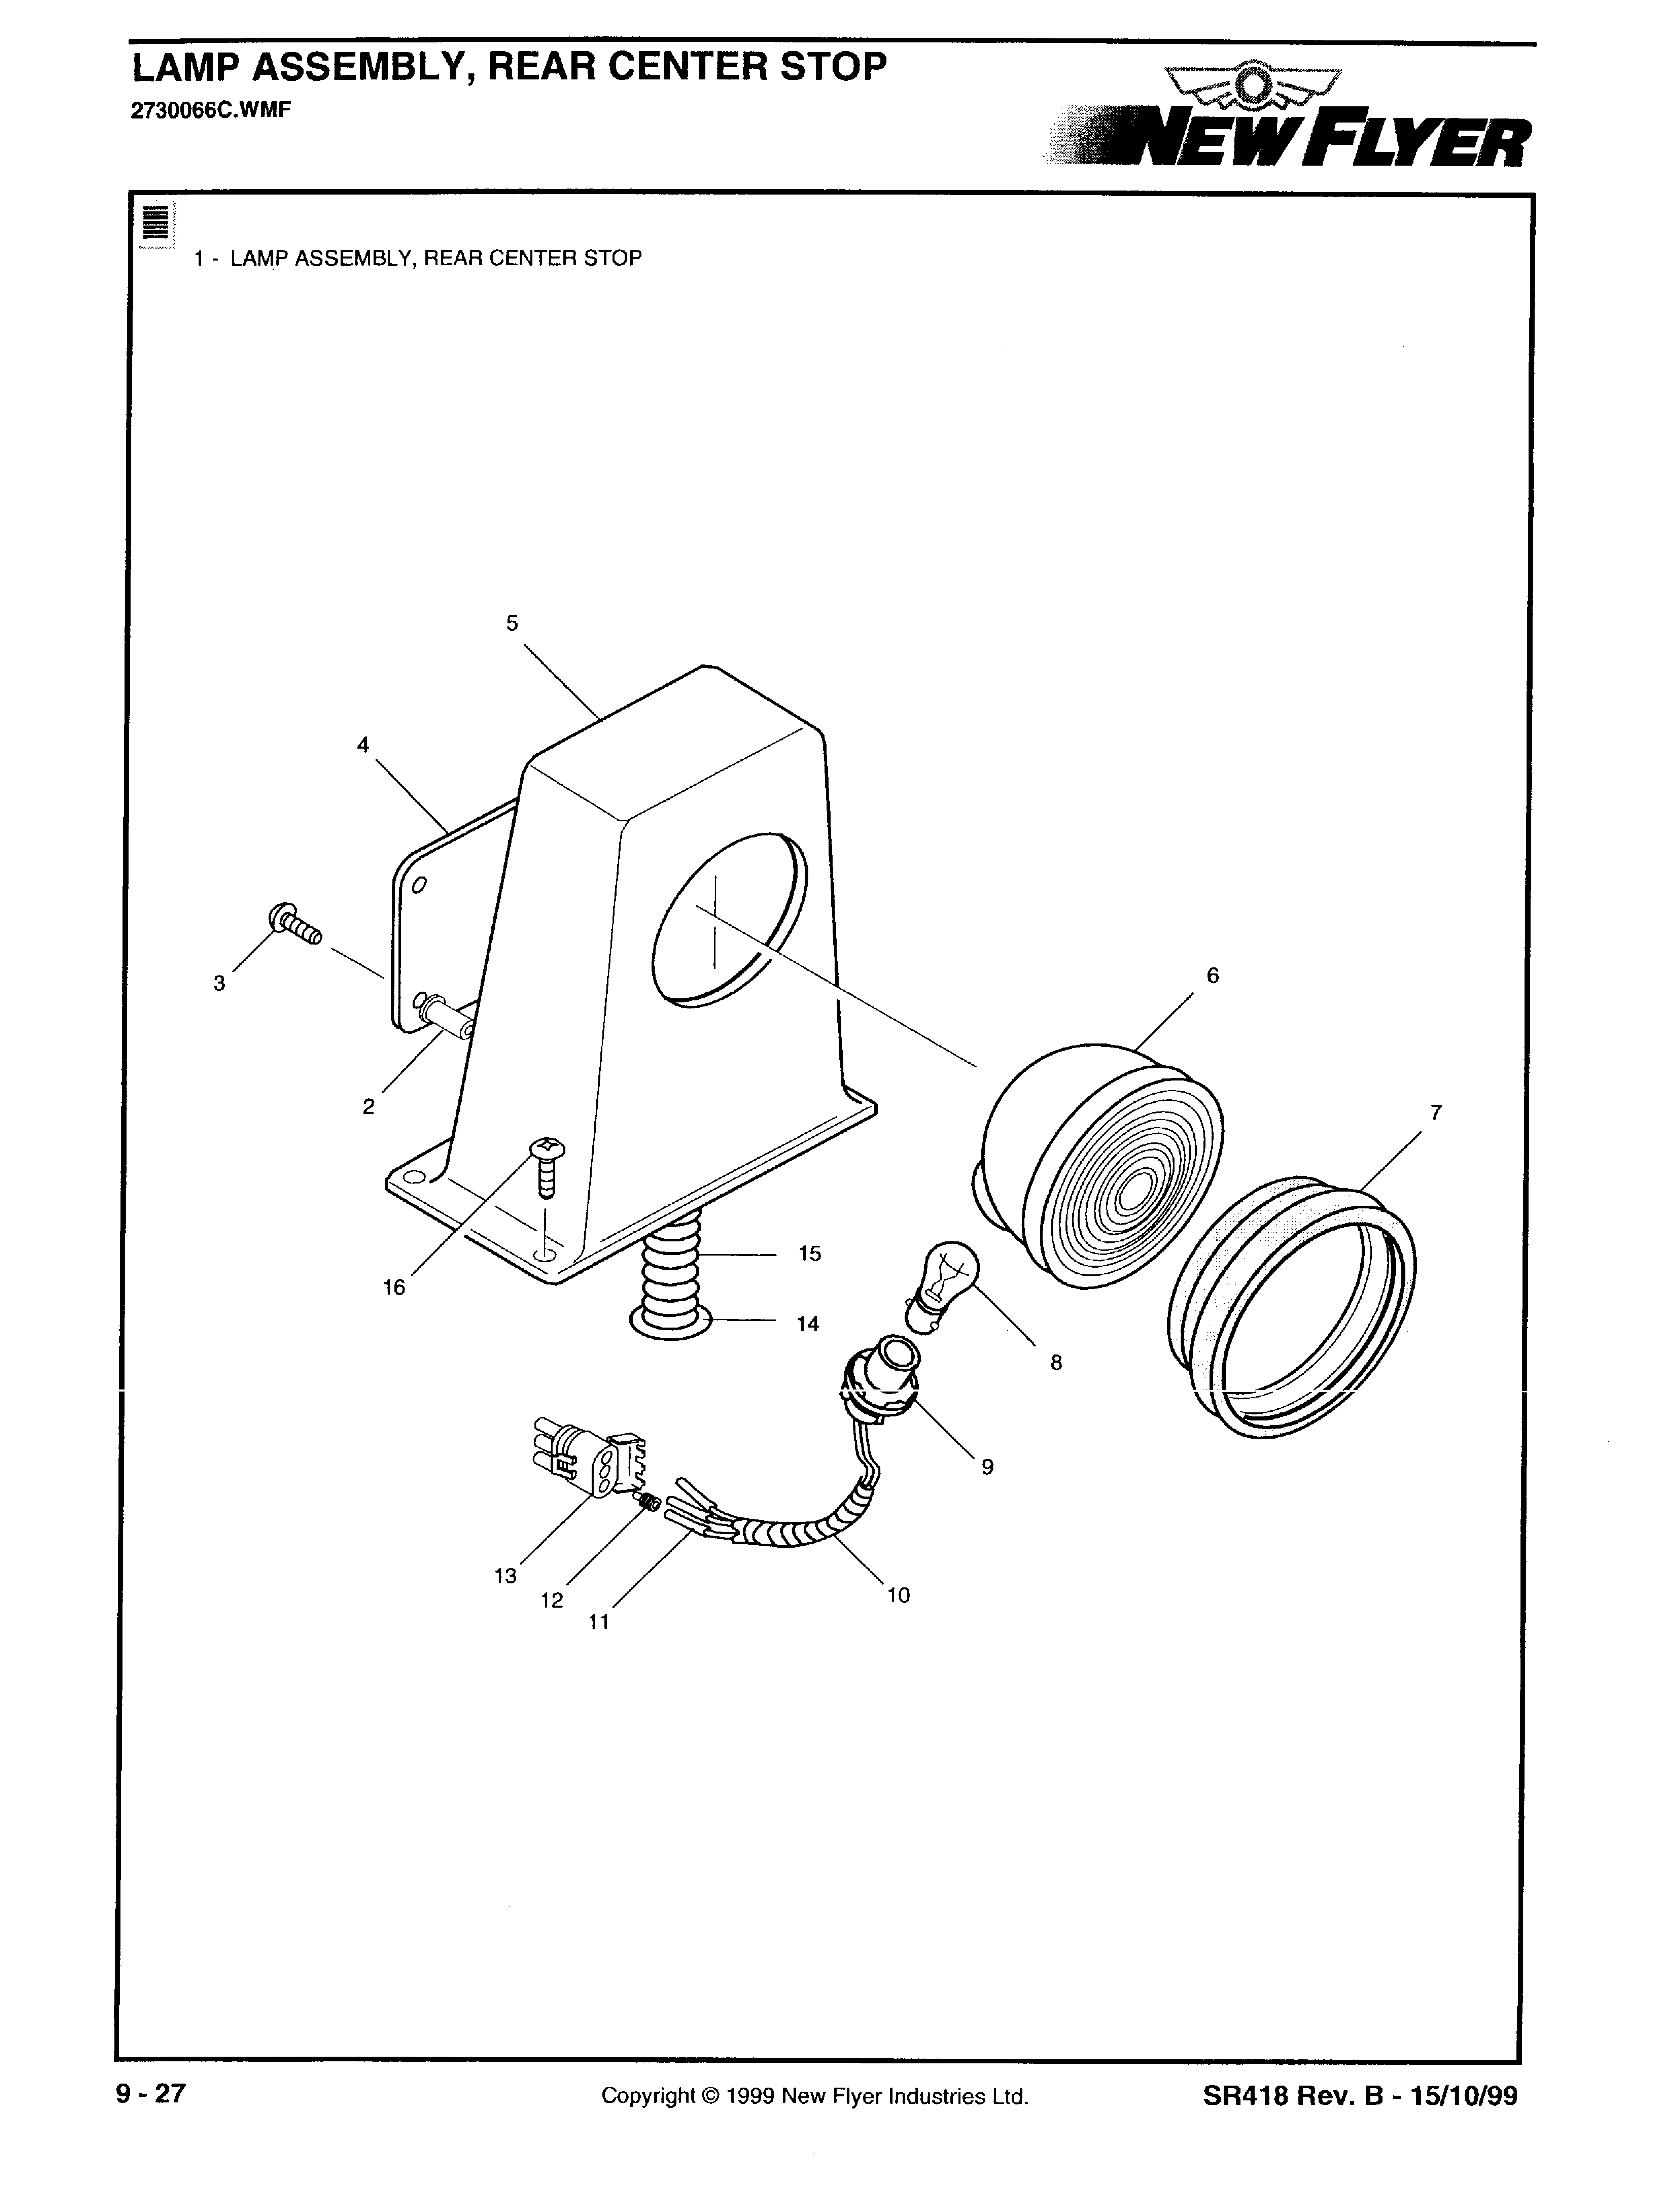 LAMP ASSEMBLY, REAR CENTER STOP
2730066C.WMF
NEW FLYER
1 - LAMP ASSEMBLY, REAR CENTER STOP
5
4
3
6
2
7
15
16
14
8
9
13
12
10
11
9 - 27
Copyright © 1999 New Flyer Industries Ltd.
SR418 Rev. B - 15/10/99